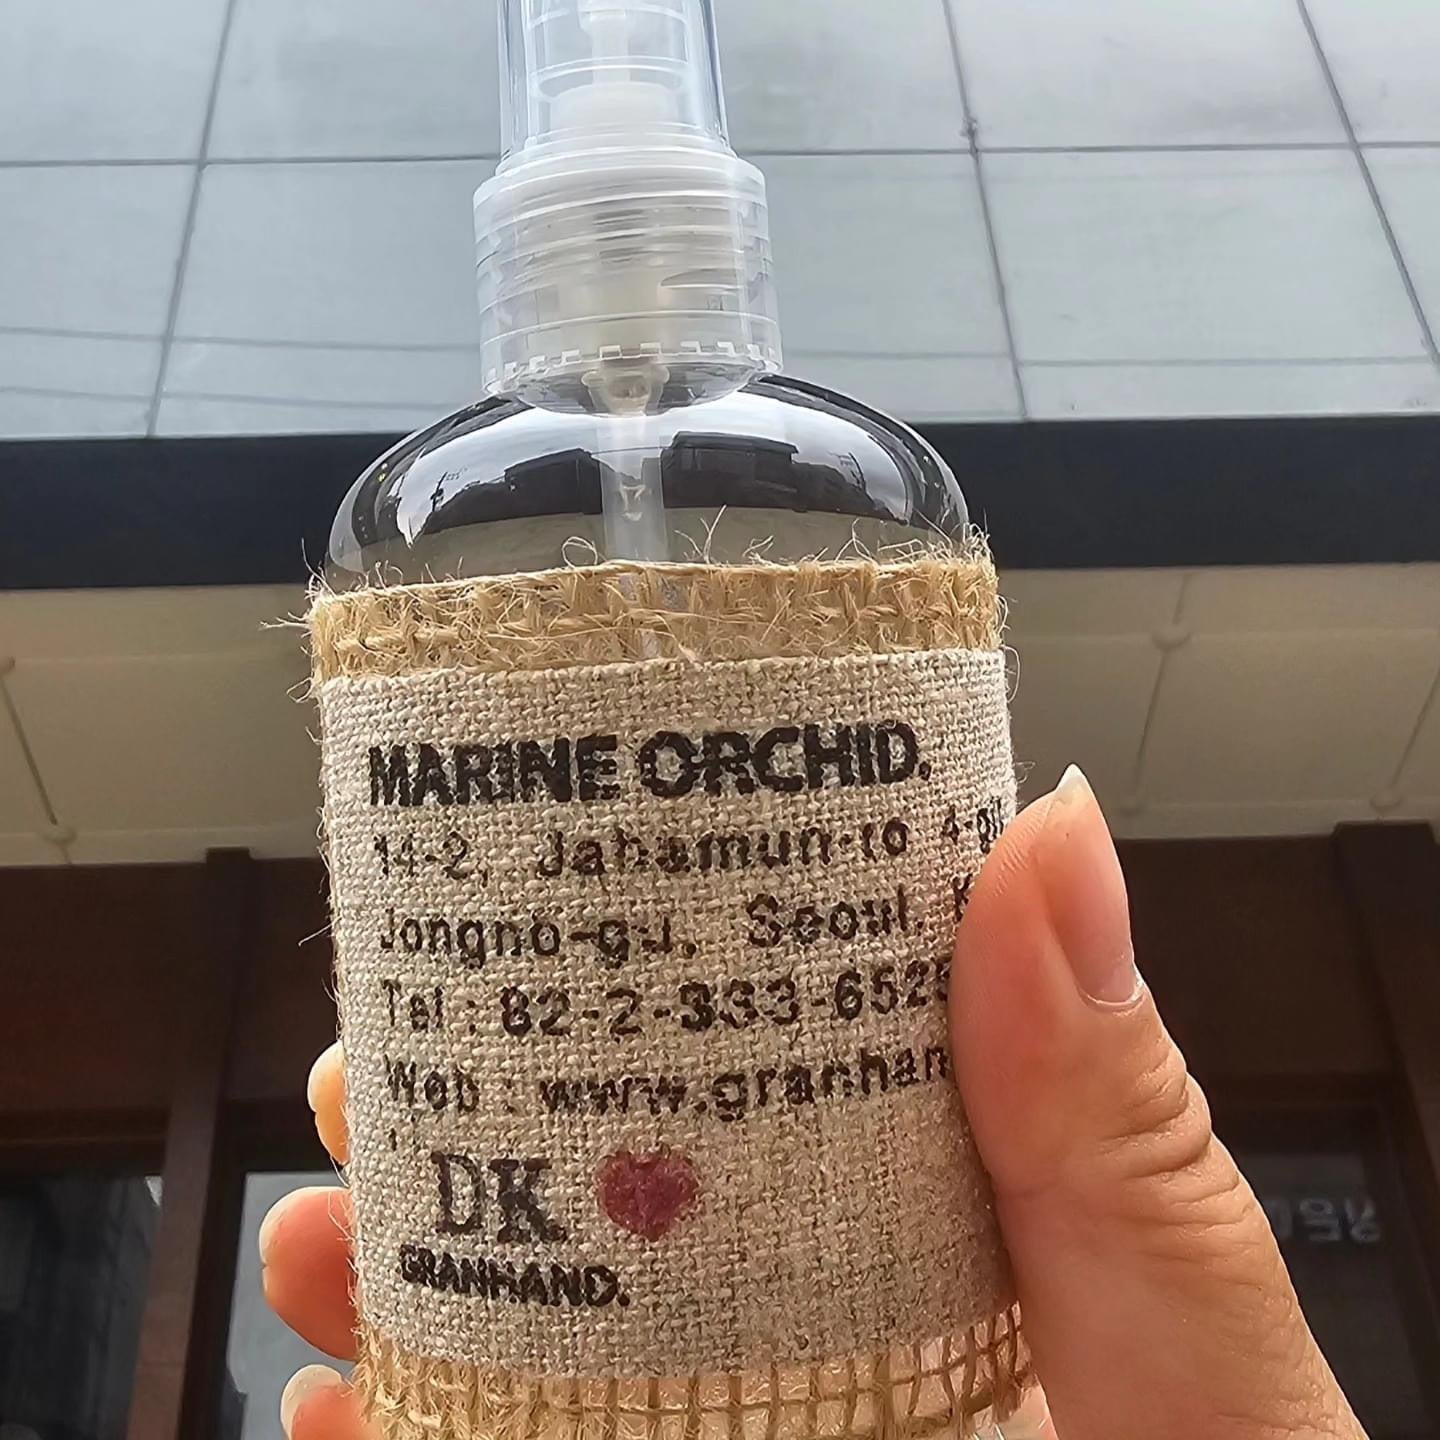 MARINE ORCHID.
14-2, Jahamun-ro 4-gil
Jongno-gu, Seoul, K
Tel : 82-2-333-652
Web : www.granhan
DK
GRANHAND.